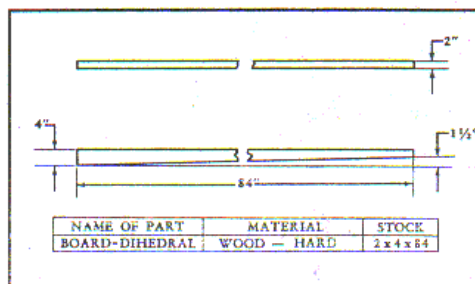 2"
4"
1½"
84"
NAME OF PART MATERIAL STOCK
BOARD-DIHEDRAL WOOD — HARD 2 x 4 x 84